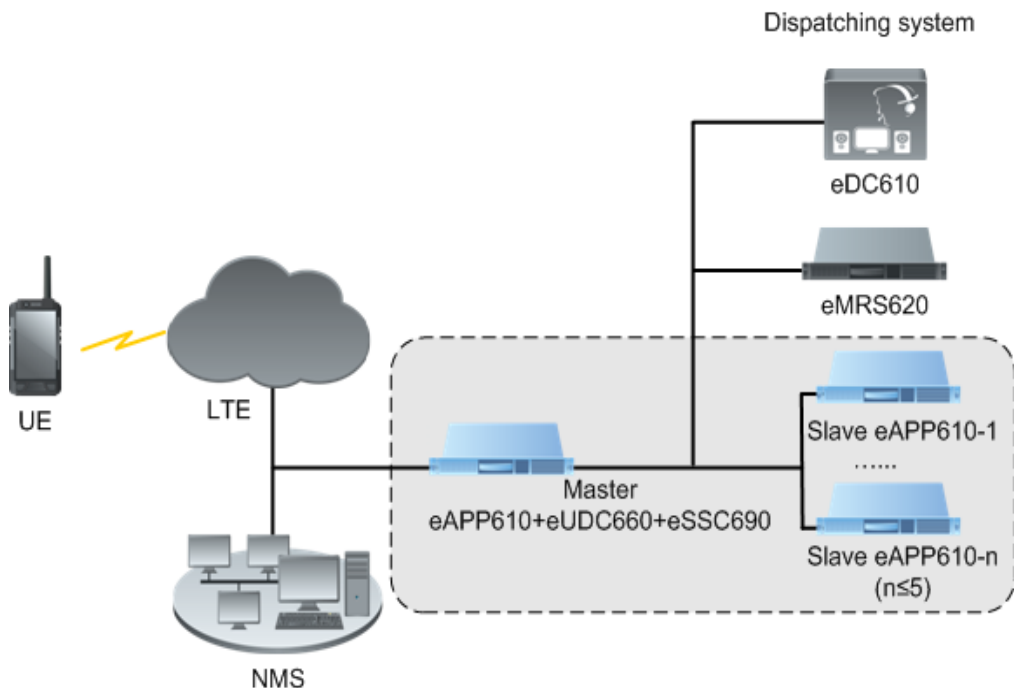 Dispatching system
eDC610
eMRS620
UE
LTE
Slave eAPP610-1
......
Master
eAPP610+eUDC660+eSSC690
Slave eAPP610-n
(n≤5)
NMS